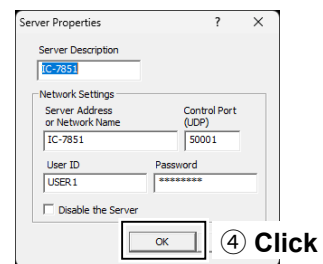 Server Properties ? ×
Server Description
IC-7851
Network Settings
Server Address Control Port
or Network Name (UDP)
IC-7851 50001
User ID Password
USER1 ********
Disable the Server
OK ④ Click